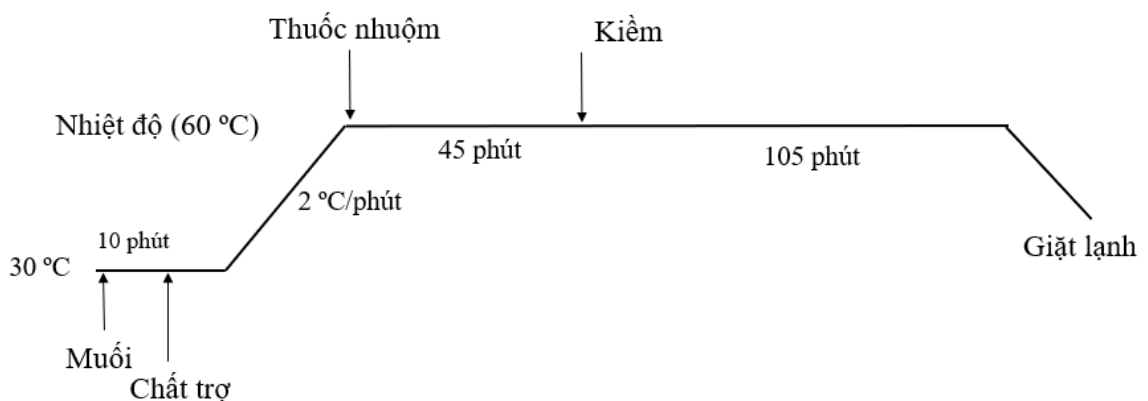 Thuốc nhuộm
Kiềm
Nhiệt độ (60 ºC)
45 phút
105 phút
2 ºC/phút
10 phút
30 ºC
Giặt lạnh
Muối
Chất trợ